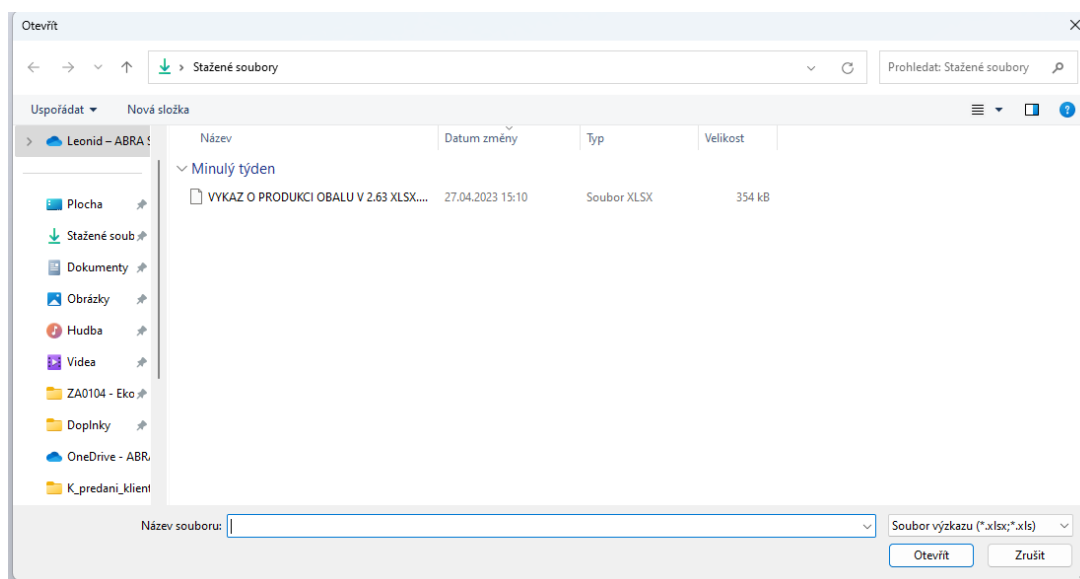 Otevřít
Stažené soubory
Prohledat: Stažené soubory
Uspořádat
Nová složka
Název
Datum změny
Typ
Velikost
Leonid – ABRA S
Minulý týden
VYKAZ O PRODUKCI OBALU V 2.63 XLSX....
27.04.2023 15:10
Soubor XLSX
354 kB
Plocha
Stažené soub
Dokumenty
Obrázky
Hudba
Videa
ZA0104 - Eko
Doplnky
OneDrive - ABR
K_predani_klient
Název souboru:
Soubor výzkazu (*.xlsx;*.xls)
Otevřít
Zrušit